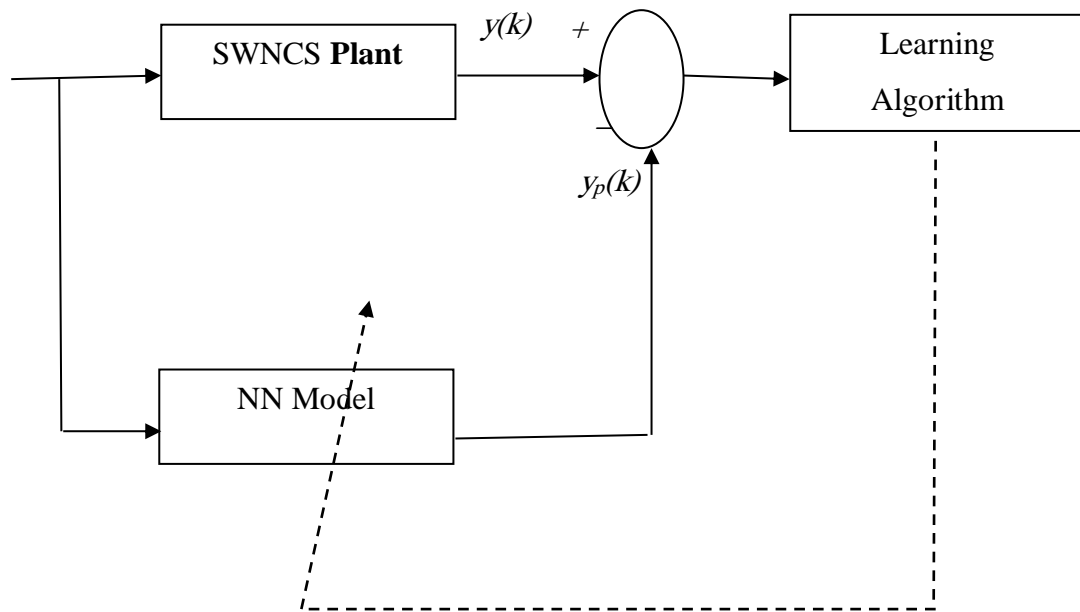 y(k)
+
SWNCS Plant
Learning
Algorithm
−
yₚ(k)
NN Model